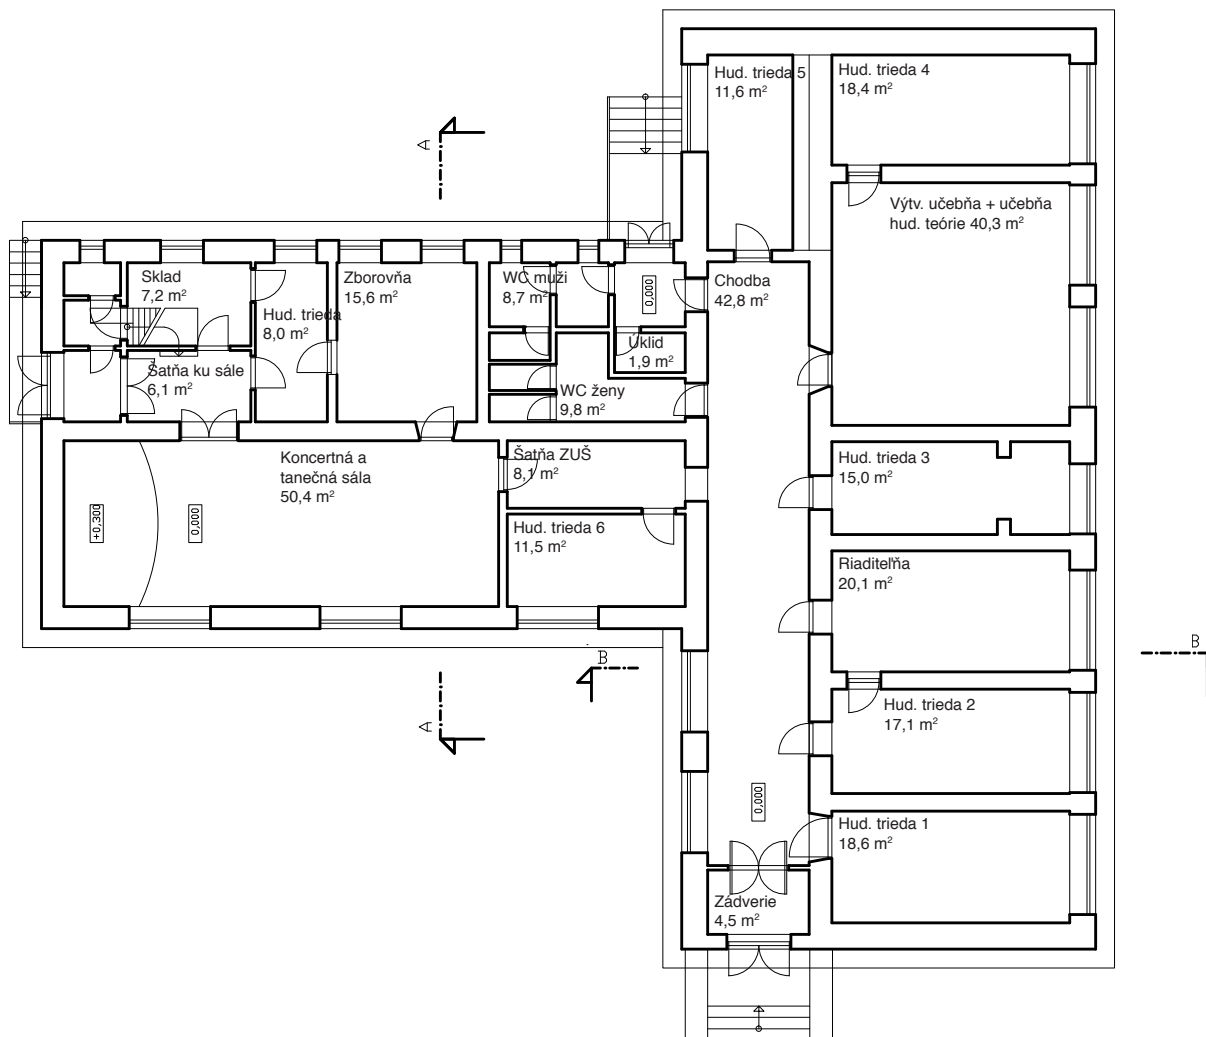 Hud. trieda 5
11,6 m²
Hud. trieda 4
18,4 m²
A
Výtv. učebňa + učebňa
hud. teórie 40,3 m²
Sklad
7,2 m²
Zborovňa
15,6 m²
WC muži
8,7 m²
0,000
Chodba
42,8 m²
Hud. trieda
8,0 m²
Úklid
1,9 m²
Šatňa ku sále
6,1 m²
WC ženy
9,8 m²
Koncertná a
tanečná sála
50,4 m²
Šatňa ZUŠ
8,1 m²
Hud. trieda 3
15,0 m²
+0,300
0,000
Hud. trieda 6
11,5 m²
Riaditeľňa
20,1 m²
B
B
A
Hud. trieda 2
17,1 m²
0,000
Hud. trieda 1
18,6 m²
Zádverie
4,5 m²